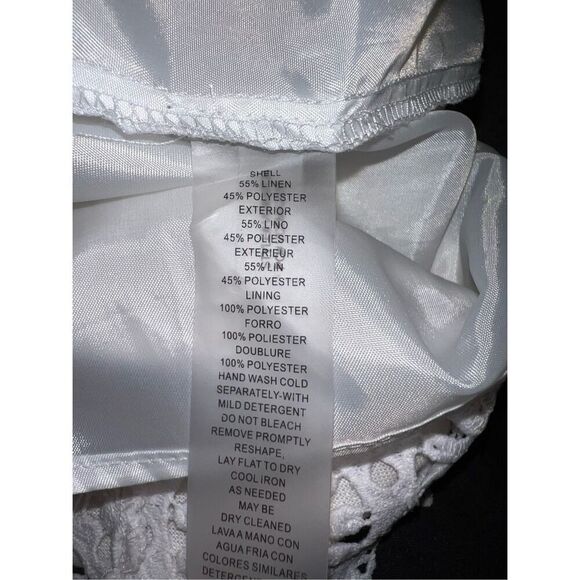 SHELL
55% LINEN
45% POLYESTER
EXTERIOR
55% LINO
45% POLIESTER
EXTERIEUR
55% LIN
45% POLYESTER
LINING
100% POLYESTER
FORRO
100% POLIESTER
DOUBLURE
100% POLYESTER
HAND WASH COLD
SEPARATELY-WITH
MILD DETERGENT
DO NOT BLEACH
REMOVE PROMPTLY
RESHAPE,
LAY FLAT TO DRY
COOL IRON
AS NEEDED
MAY BE
DRY CLEANED
LAVA A MANO CON
AGUA FRIA CON
COLORES SIMILARES